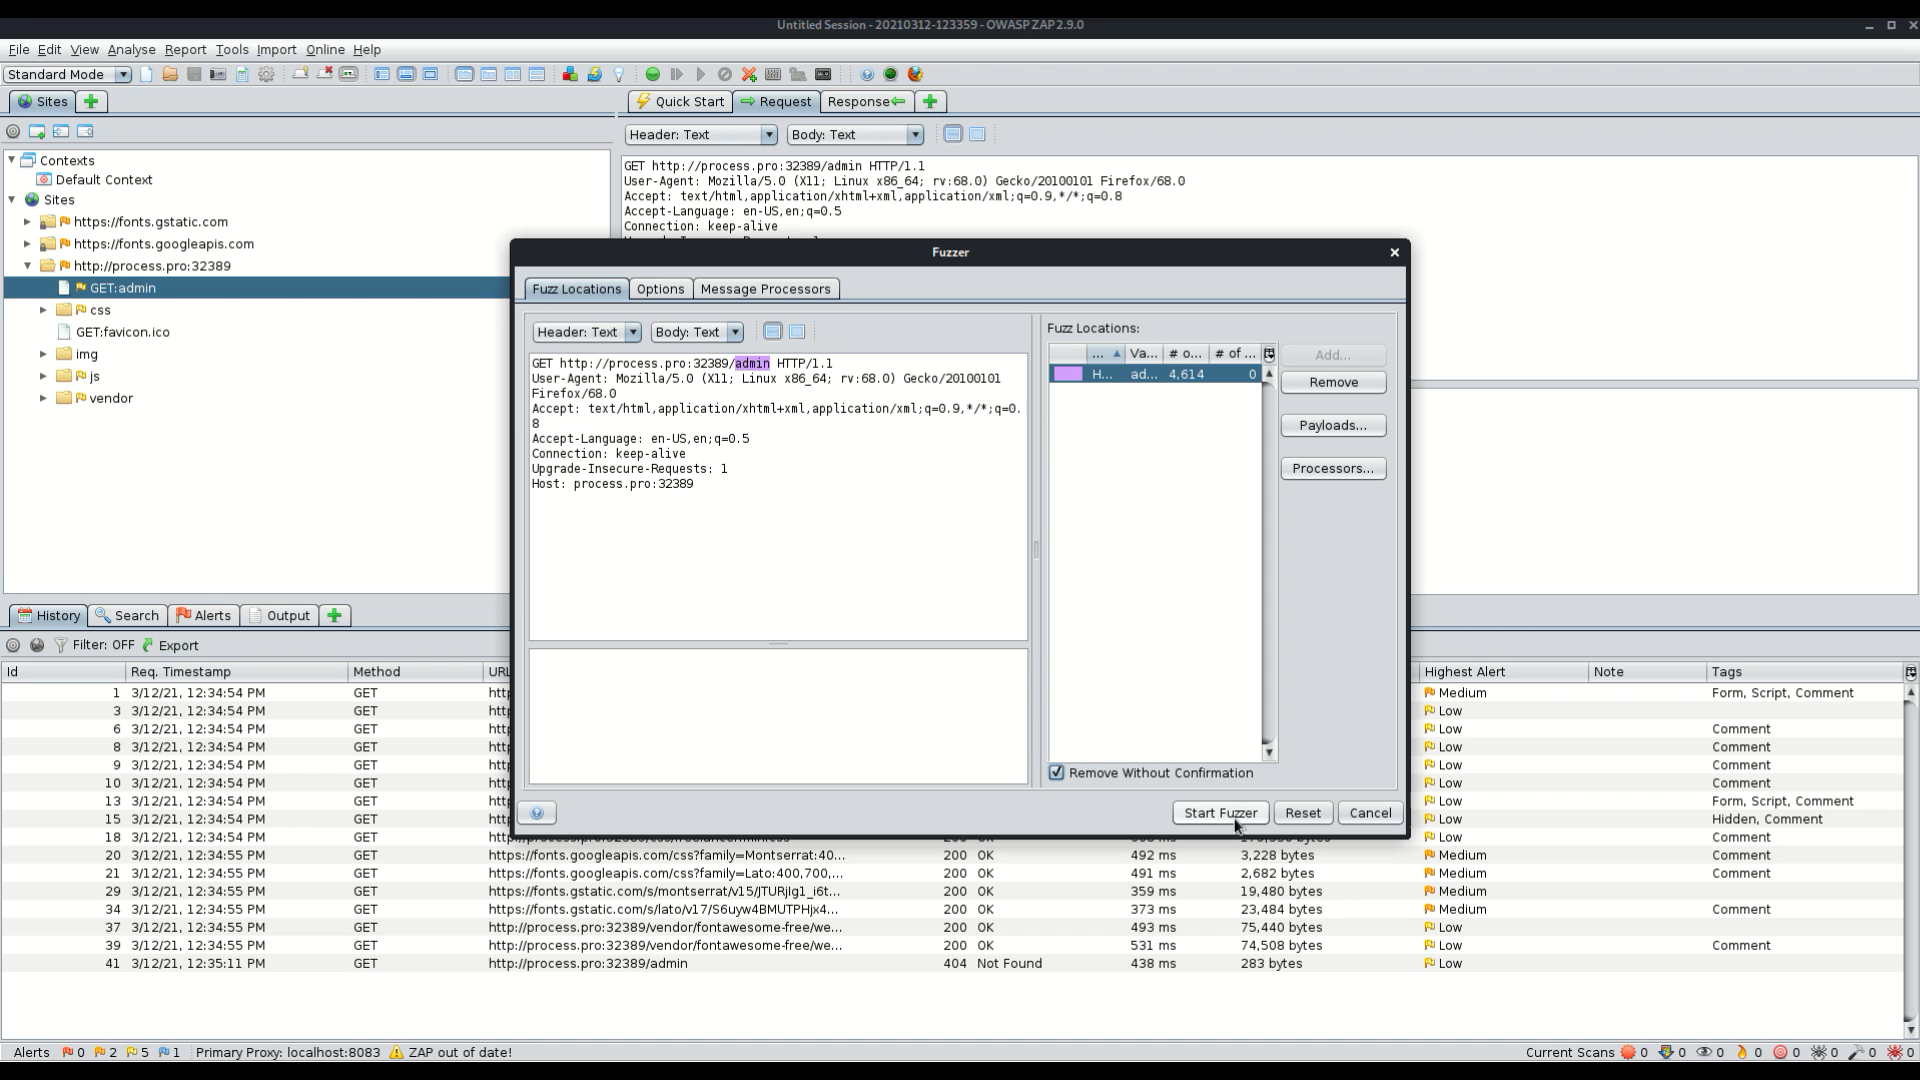 Untitled Session - 20210312-123359 - OWASP ZAP 2.9.0
File Edit View Analyse Report Tools Import Online Help
Standard Mode
Sites
Quick Start Request Response
Header: Text Body: Text
Contexts
Default Context
Sites
https://fonts.gstatic.com
https://fonts.googleapis.com
http://process.pro:32389
GET:admin
css
GET:favicon.ico
img
js
vendor
GET http://process.pro:32389/admin HTTP/1.1
User-Agent: Mozilla/5.0 (X11; Linux x86_64; rv:68.0) Gecko/20100101 Firefox/68.0
Accept: text/html,application/xhtml+xml,application/xml;q=0.9,*/*;q=0.8
Accept-Language: en-US,en;q=0.5
Connection: keep-alive
Fuzzer
Fuzz Locations Options Message Processors
Header: Text Body: Text
GET http://process.pro:32389/admin HTTP/1.1
User-Agent: Mozilla/5.0 (X11; Linux x86_64; rv:68.0) Gecko/20100101
Firefox/68.0
Accept: text/html,application/xhtml+xml,application/xml;q=0.9,*/*;q=0.
8
Accept-Language: en-US,en;q=0.5
Connection: keep-alive
Upgrade-Insecure-Requests: 1
Host: process.pro:32389
Fuzz Locations:
... Va... # o... # of ...
H... ad... 4,614 0
Add...
Remove
Payloads...
Processors...
Remove Without Confirmation
Start Fuzzer Reset Cancel
History Search Alerts Output
Filter: OFF Export
Id Req. Timestamp Method URL Highest Alert Note Tags
1 3/12/21, 12:34:54 PM GET http Medium Form, Script, Comment
3 3/12/21, 12:34:54 PM GET http Low
6 3/12/21, 12:34:54 PM GET http Low Comment
8 3/12/21, 12:34:54 PM GET http Low Comment
9 3/12/21, 12:34:54 PM GET http Low Comment
10 3/12/21, 12:34:54 PM GET http Low Comment
13 3/12/21, 12:34:54 PM GET http Low Form, Script, Comment
15 3/12/21, 12:34:54 PM GET http Low Hidden, Comment
18 3/12/21, 12:34:54 PM GET Low Comment
20 3/12/21, 12:34:55 PM GET https://fonts.googleapis.com/css?family=Montserrat:40... 200 OK 492 ms 3,228 bytes Medium Comment
21 3/12/21, 12:34:55 PM GET https://fonts.googleapis.com/css?family=Lato:400,700,... 200 OK 491 ms 2,682 bytes Medium Comment
29 3/12/21, 12:34:55 PM GET https://fonts.gstatic.com/s/montserrat/v15/JTURjIg1_i6t... 200 OK 359 ms 19,480 bytes Medium
34 3/12/21, 12:34:55 PM GET https://fonts.gstatic.com/s/lato/v17/S6uyw4BMUTPHjx4... 200 OK 373 ms 23,484 bytes Medium Comment
37 3/12/21, 12:34:55 PM GET http://process.pro:32389/vendor/fontawesome-free/we... 200 OK 493 ms 75,440 bytes Low
39 3/12/21, 12:34:55 PM GET http://process.pro:32389/vendor/fontawesome-free/we... 200 OK 531 ms 74,508 bytes Low Comment
41 3/12/21, 12:35:11 PM GET http://process.pro:32389/admin 404 Not Found 438 ms 283 bytes Low
Alerts 0 2 5 1 Primary Proxy: localhost:8083 ZAP out of date! Current Scans 0 0 0 0 0 0 0 0